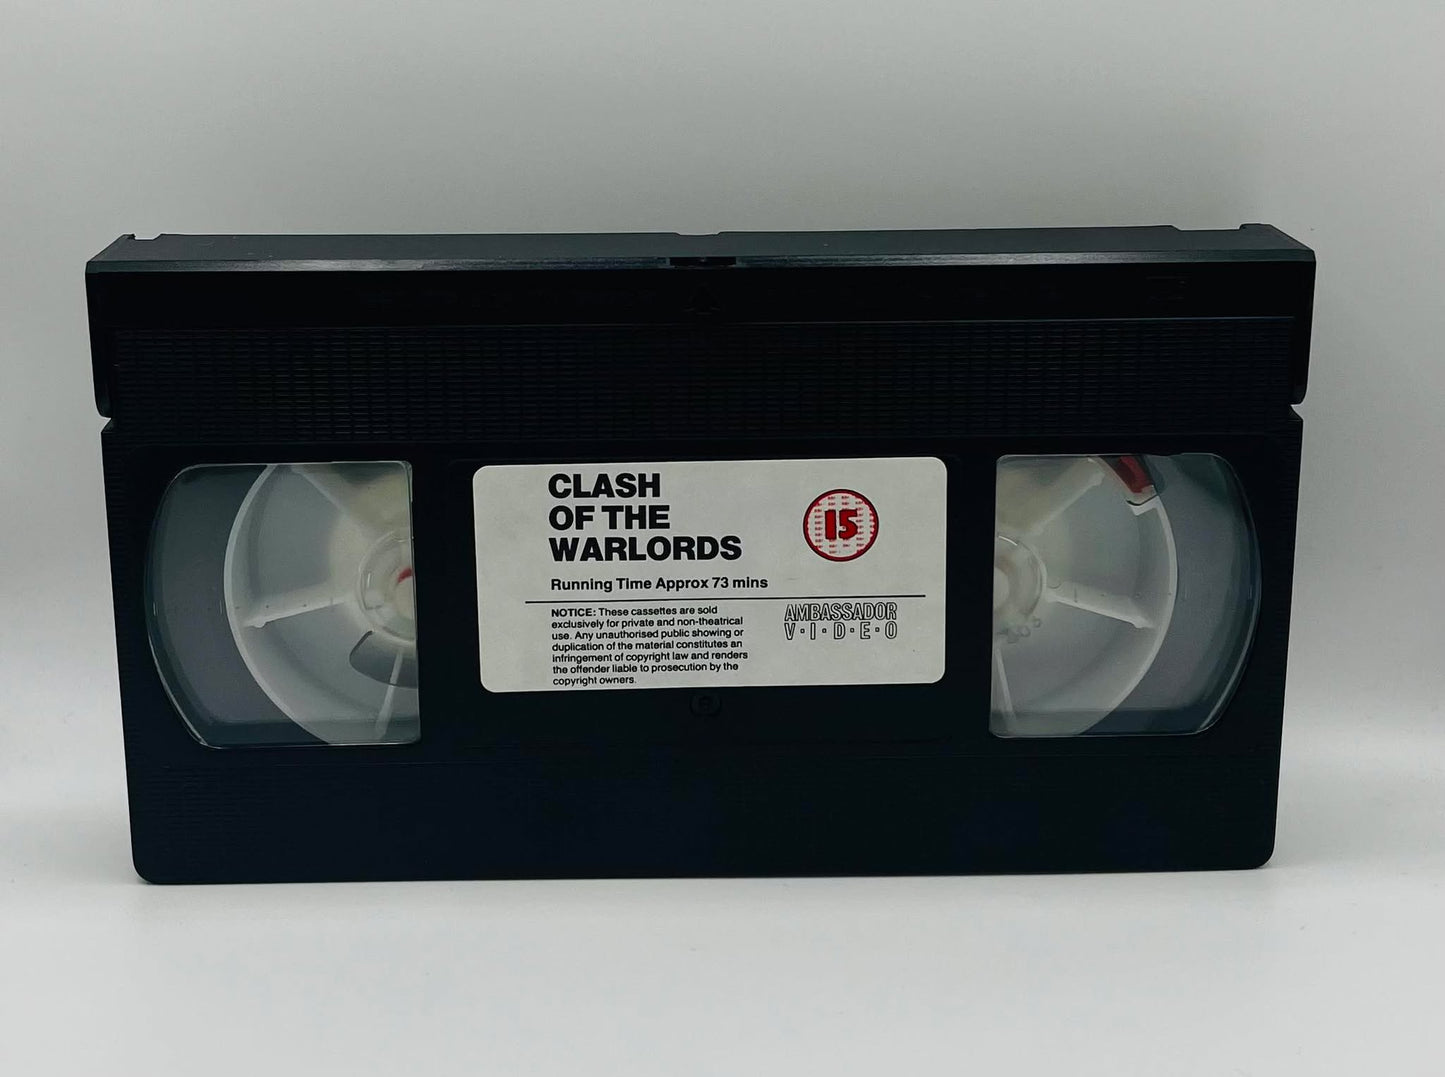 CLASH
OF THE
WARLORDS
15
Running Time Approx 73 mins
NOTICE: These cassettes are sold
exclusively for private and non-theatrical
use. Any unauthorised public showing or
duplication of the material constitutes an
infringement of copyright law and renders
the offender liable to prosecution by the
copyright owners.
AMBASSADOR
V·I·D·E·O